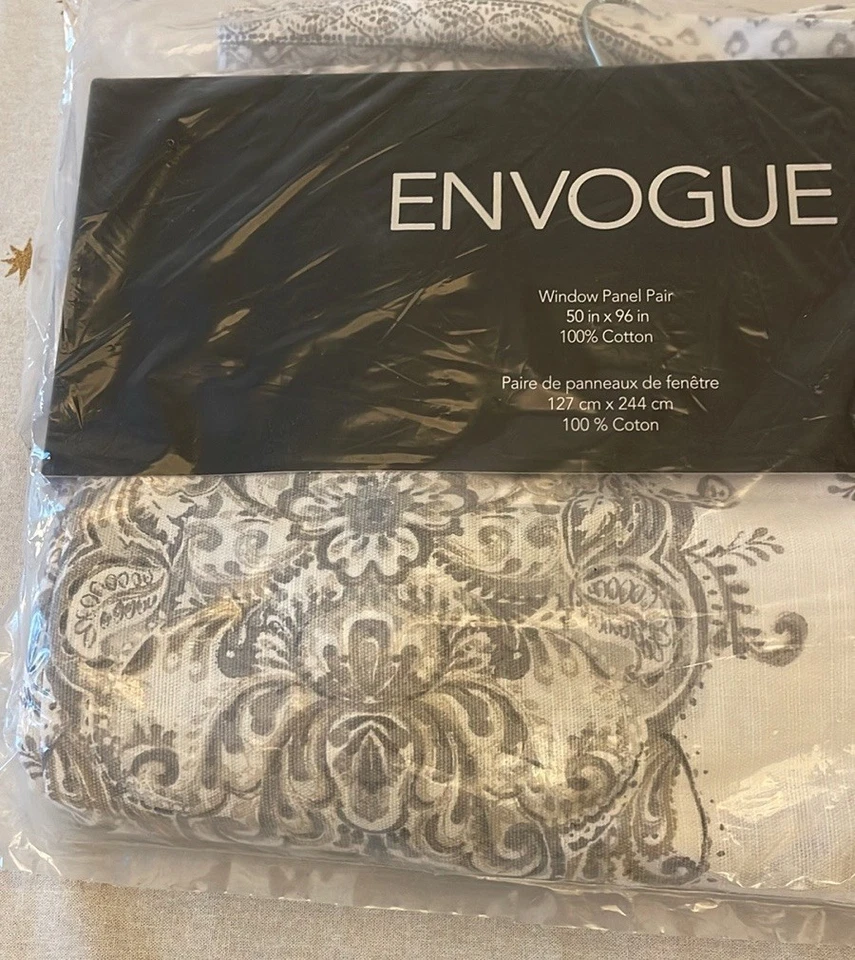 ENVOGUE
Window Panel Pair
50 in x 96 in
100% Cotton
Paire de panneaux de fenêtre
127 cm x 244 cm
100 % Coton